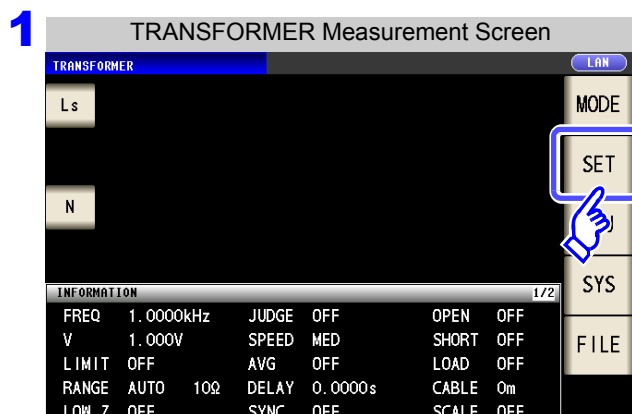 1
TRANSFORMER Measurement Screen
TRANSFORMER
LAN
Ls
MODE
SET
N
SYS
INFORMATION 1/2
FREQ 1.0000kHz JUDGE OFF OPEN OFF
V 1.000V SPEED MED SHORT OFF
FILE
LIMIT OFF AVG OFF LOAD OFF
RANGE AUTO 10Ω DELAY 0.0000s CABLE 0m
LOW Z OFF SYNC OFF SCALE OFF